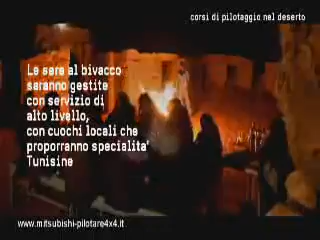 corsi di pilotaggio nel deserto
Le sere al bivacco
saranno gestite
con servizio di
alto livello,
con cuochi locali che
proporranno specialita'
Tunisine
www.mitsubishi-pilotare4x4.it